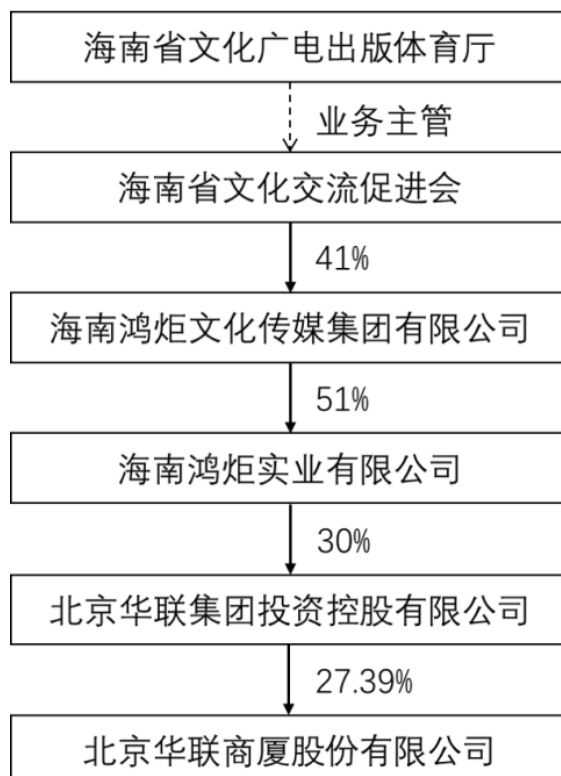 海南省文化广电出版体育厅
业务主管
海南省文化交流促进会
41%
海南鸿炬文化传媒集团有限公司
51%
海南鸿炬实业有限公司
30%
北京华联集团投资控股有限公司
27.39%
北京华联商厦股份有限公司